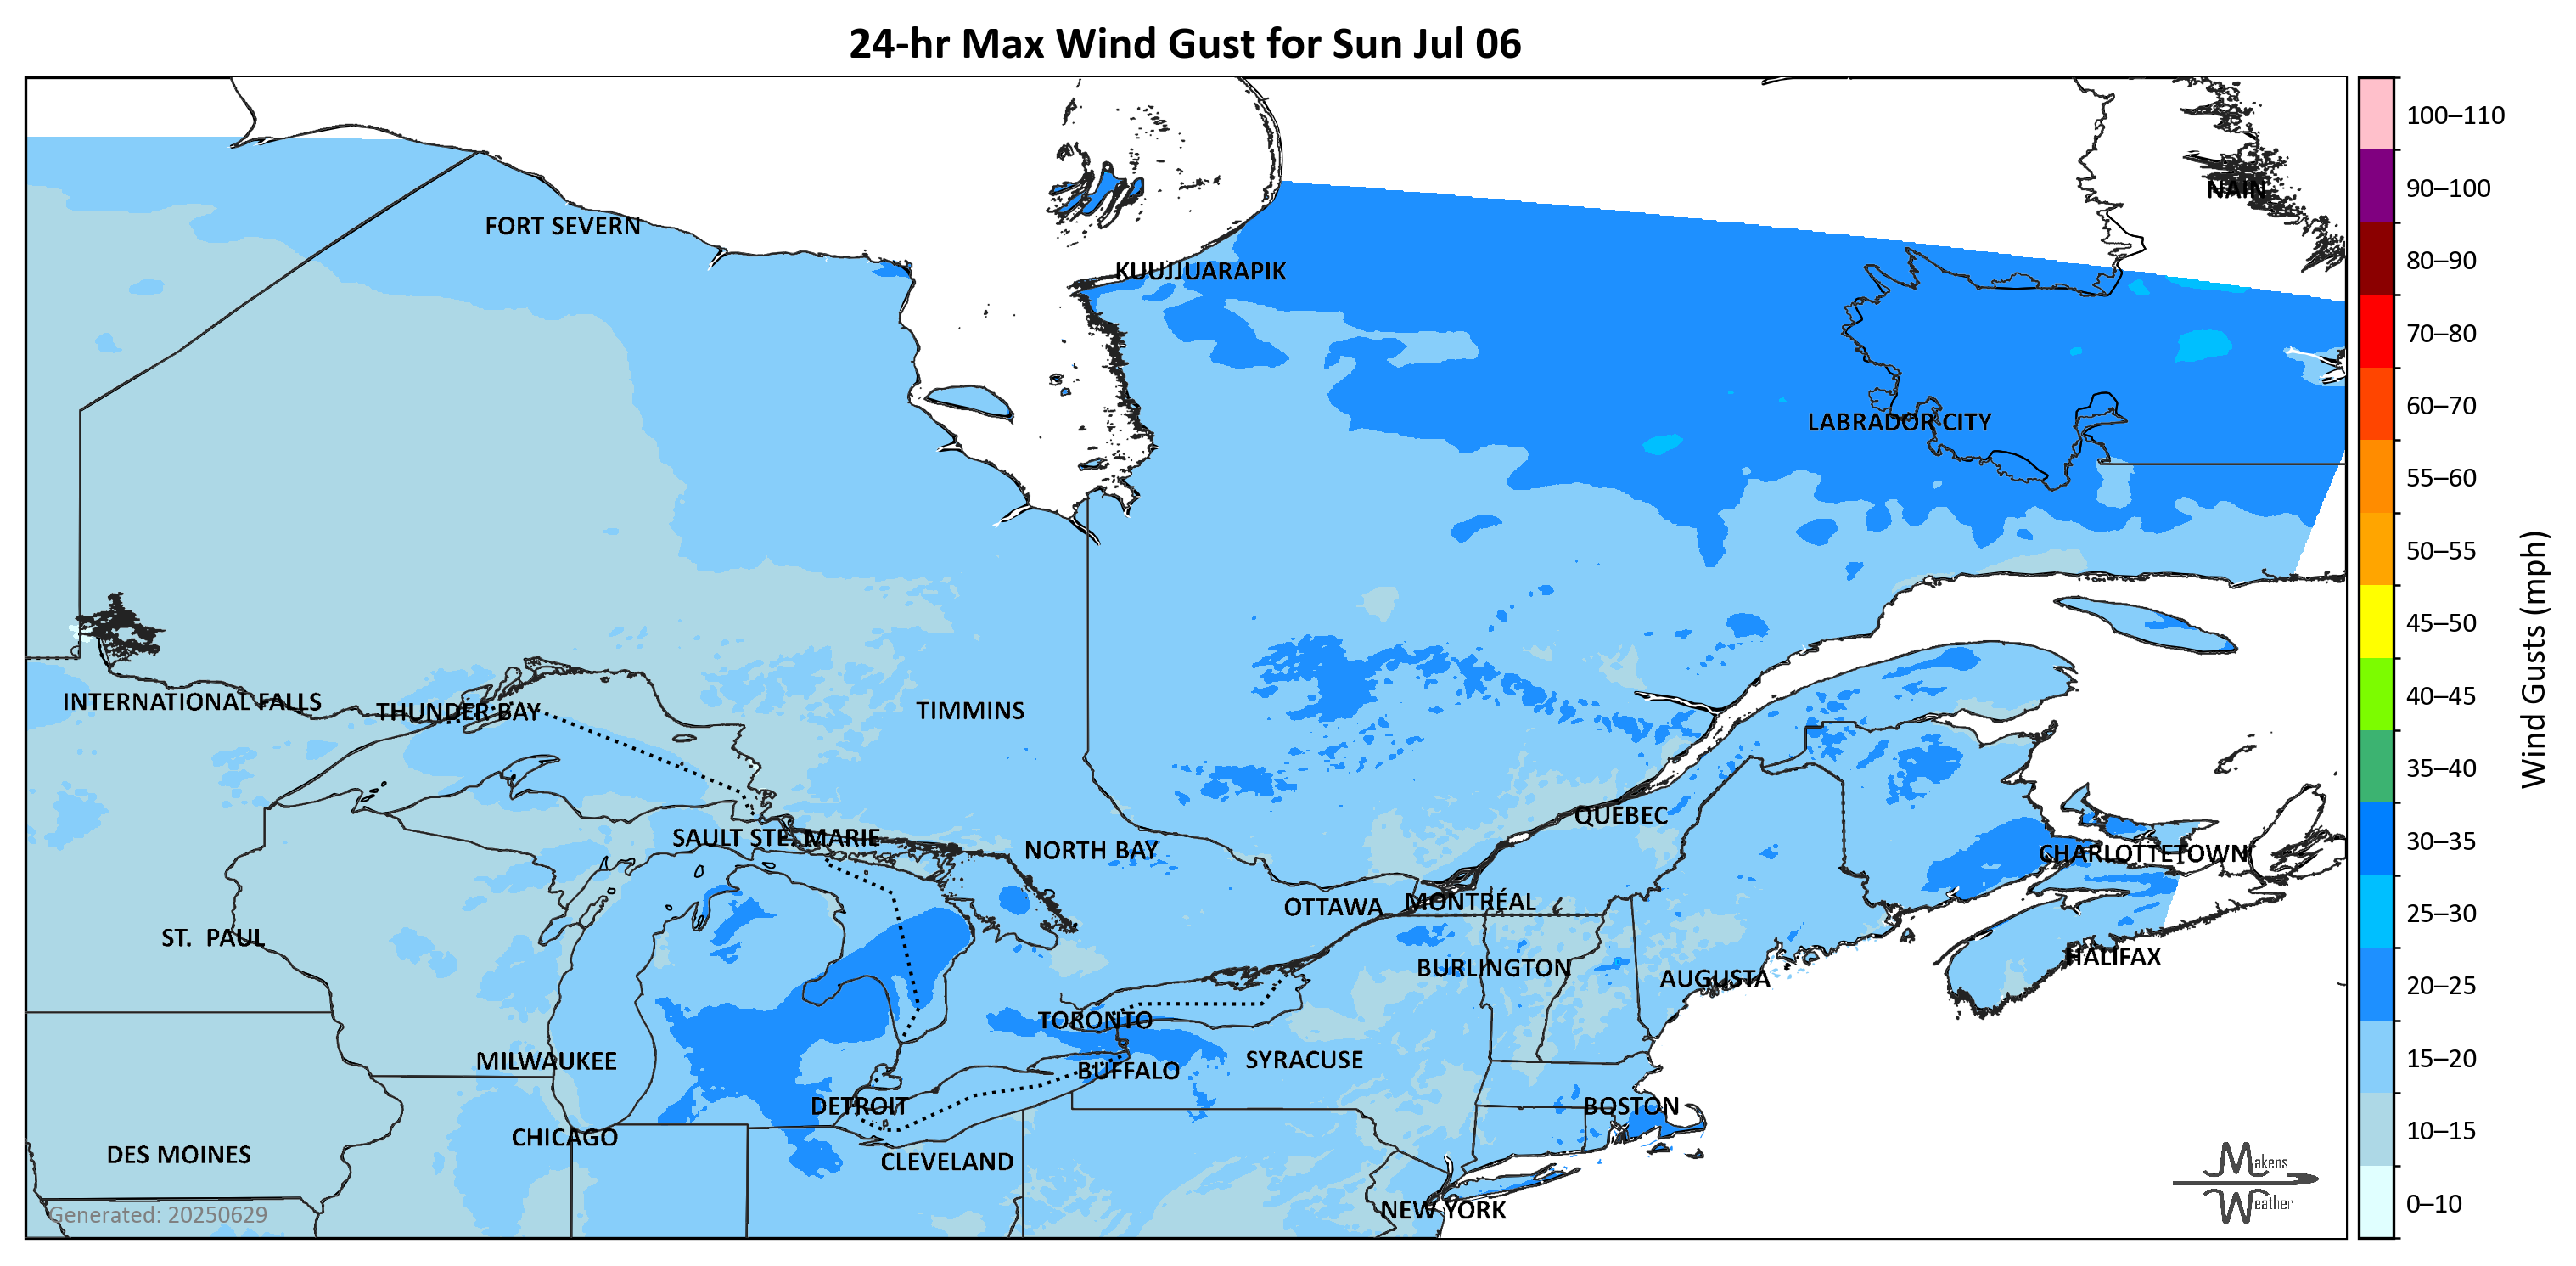 24-hr Max Wind Gust for Sun Jul 06
100–110
90–100
80–90
70–80
60–70
55–60
50–55
45–50
40–45
35–40
30–35
25–30
20–25
15–20
10–15
0–10
Wind Gusts (mph)
NAIN
FORT SEVERN
KUUJJUARAPIK
LABRADOR CITY
INTERNATIONAL FALLS
THUNDER BAY
TIMMINS
QUEBEC
SAULT STE. MARIE
NORTH BAY
CHARLOTTETOWN
OTTAWA
MONTRÉAL
ST. PAUL
HALIFAX
BURLINGTON
AUGUSTA
TORONTO
MILWAUKEE
SYRACUSE
BUFFALO
DETROIT
BOSTON
CHICAGO
DES MOINES
CLEVELAND
NEW YORK
Generated: 20250629
Makens
Weather